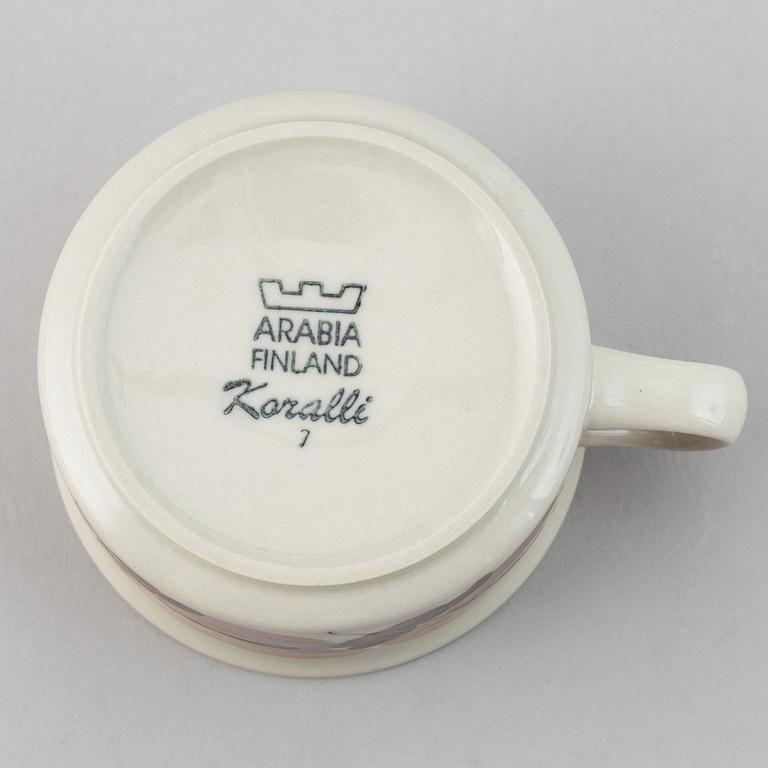 ARABIA
FINLAND
Koralli
7